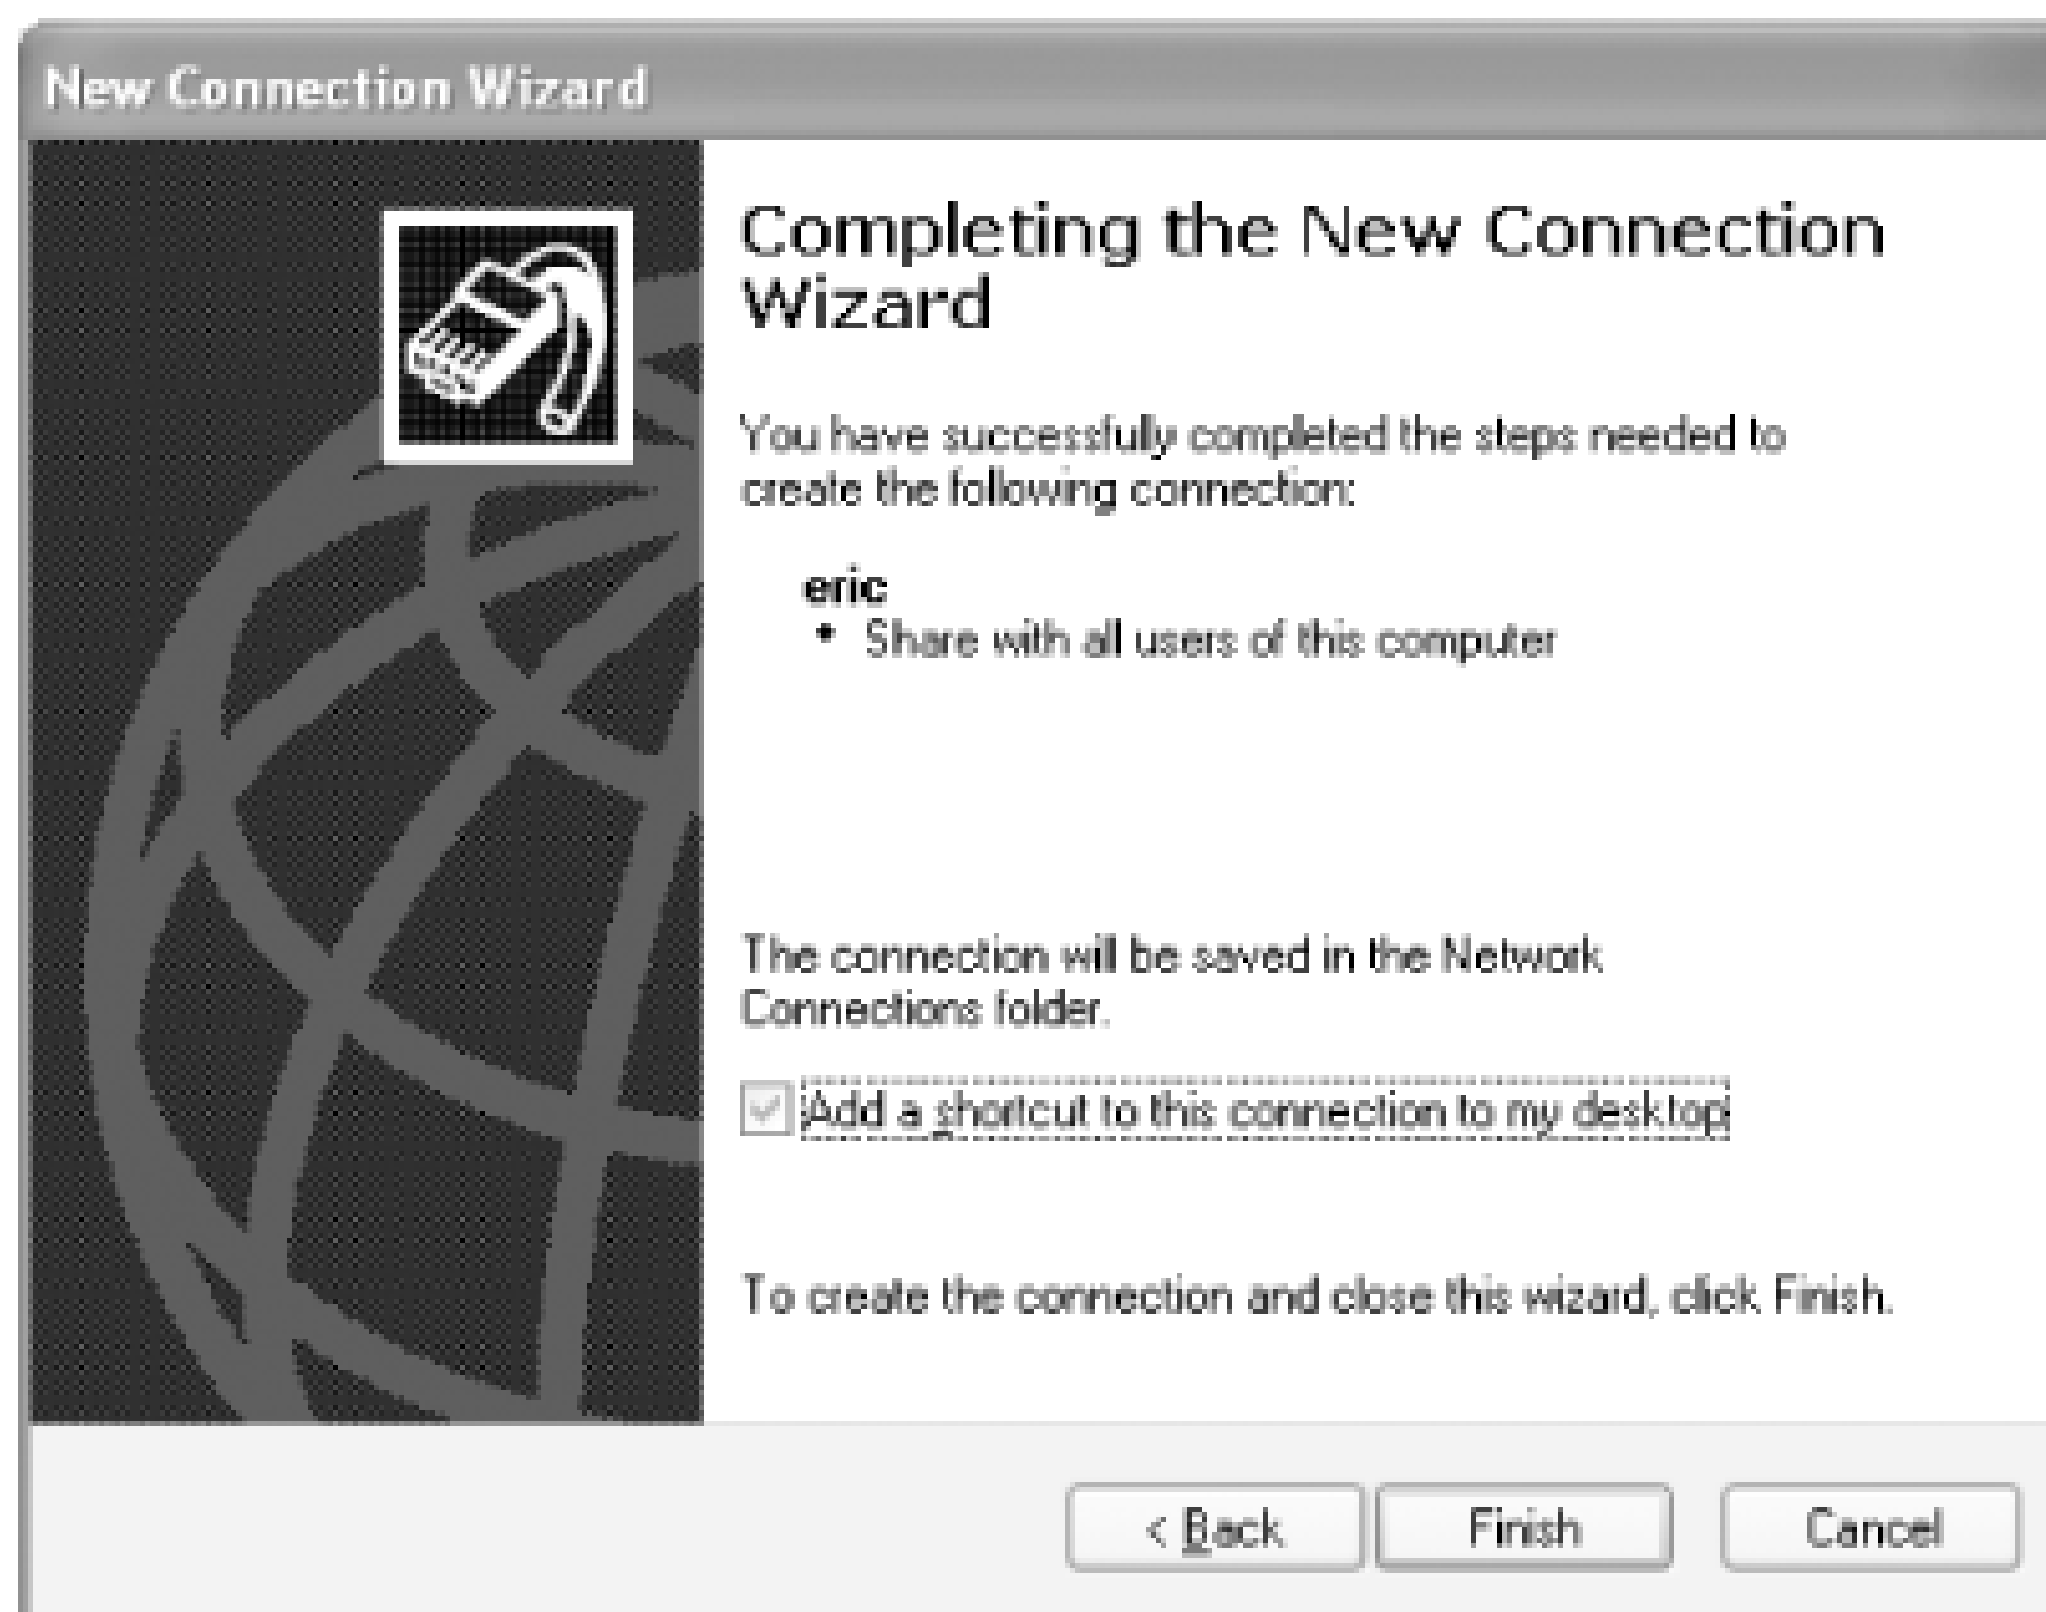 New Connection Wizard
Completing the New Connection
Wizard
You have successfully completed the steps needed to
create the following connection:
eric
• Share with all users of this computer
The connection will be saved in the Network
Connections folder.
Add a shortcut to this connection to my desktop
To create the connection and close this wizard, click Finish.
< Back Finish Cancel